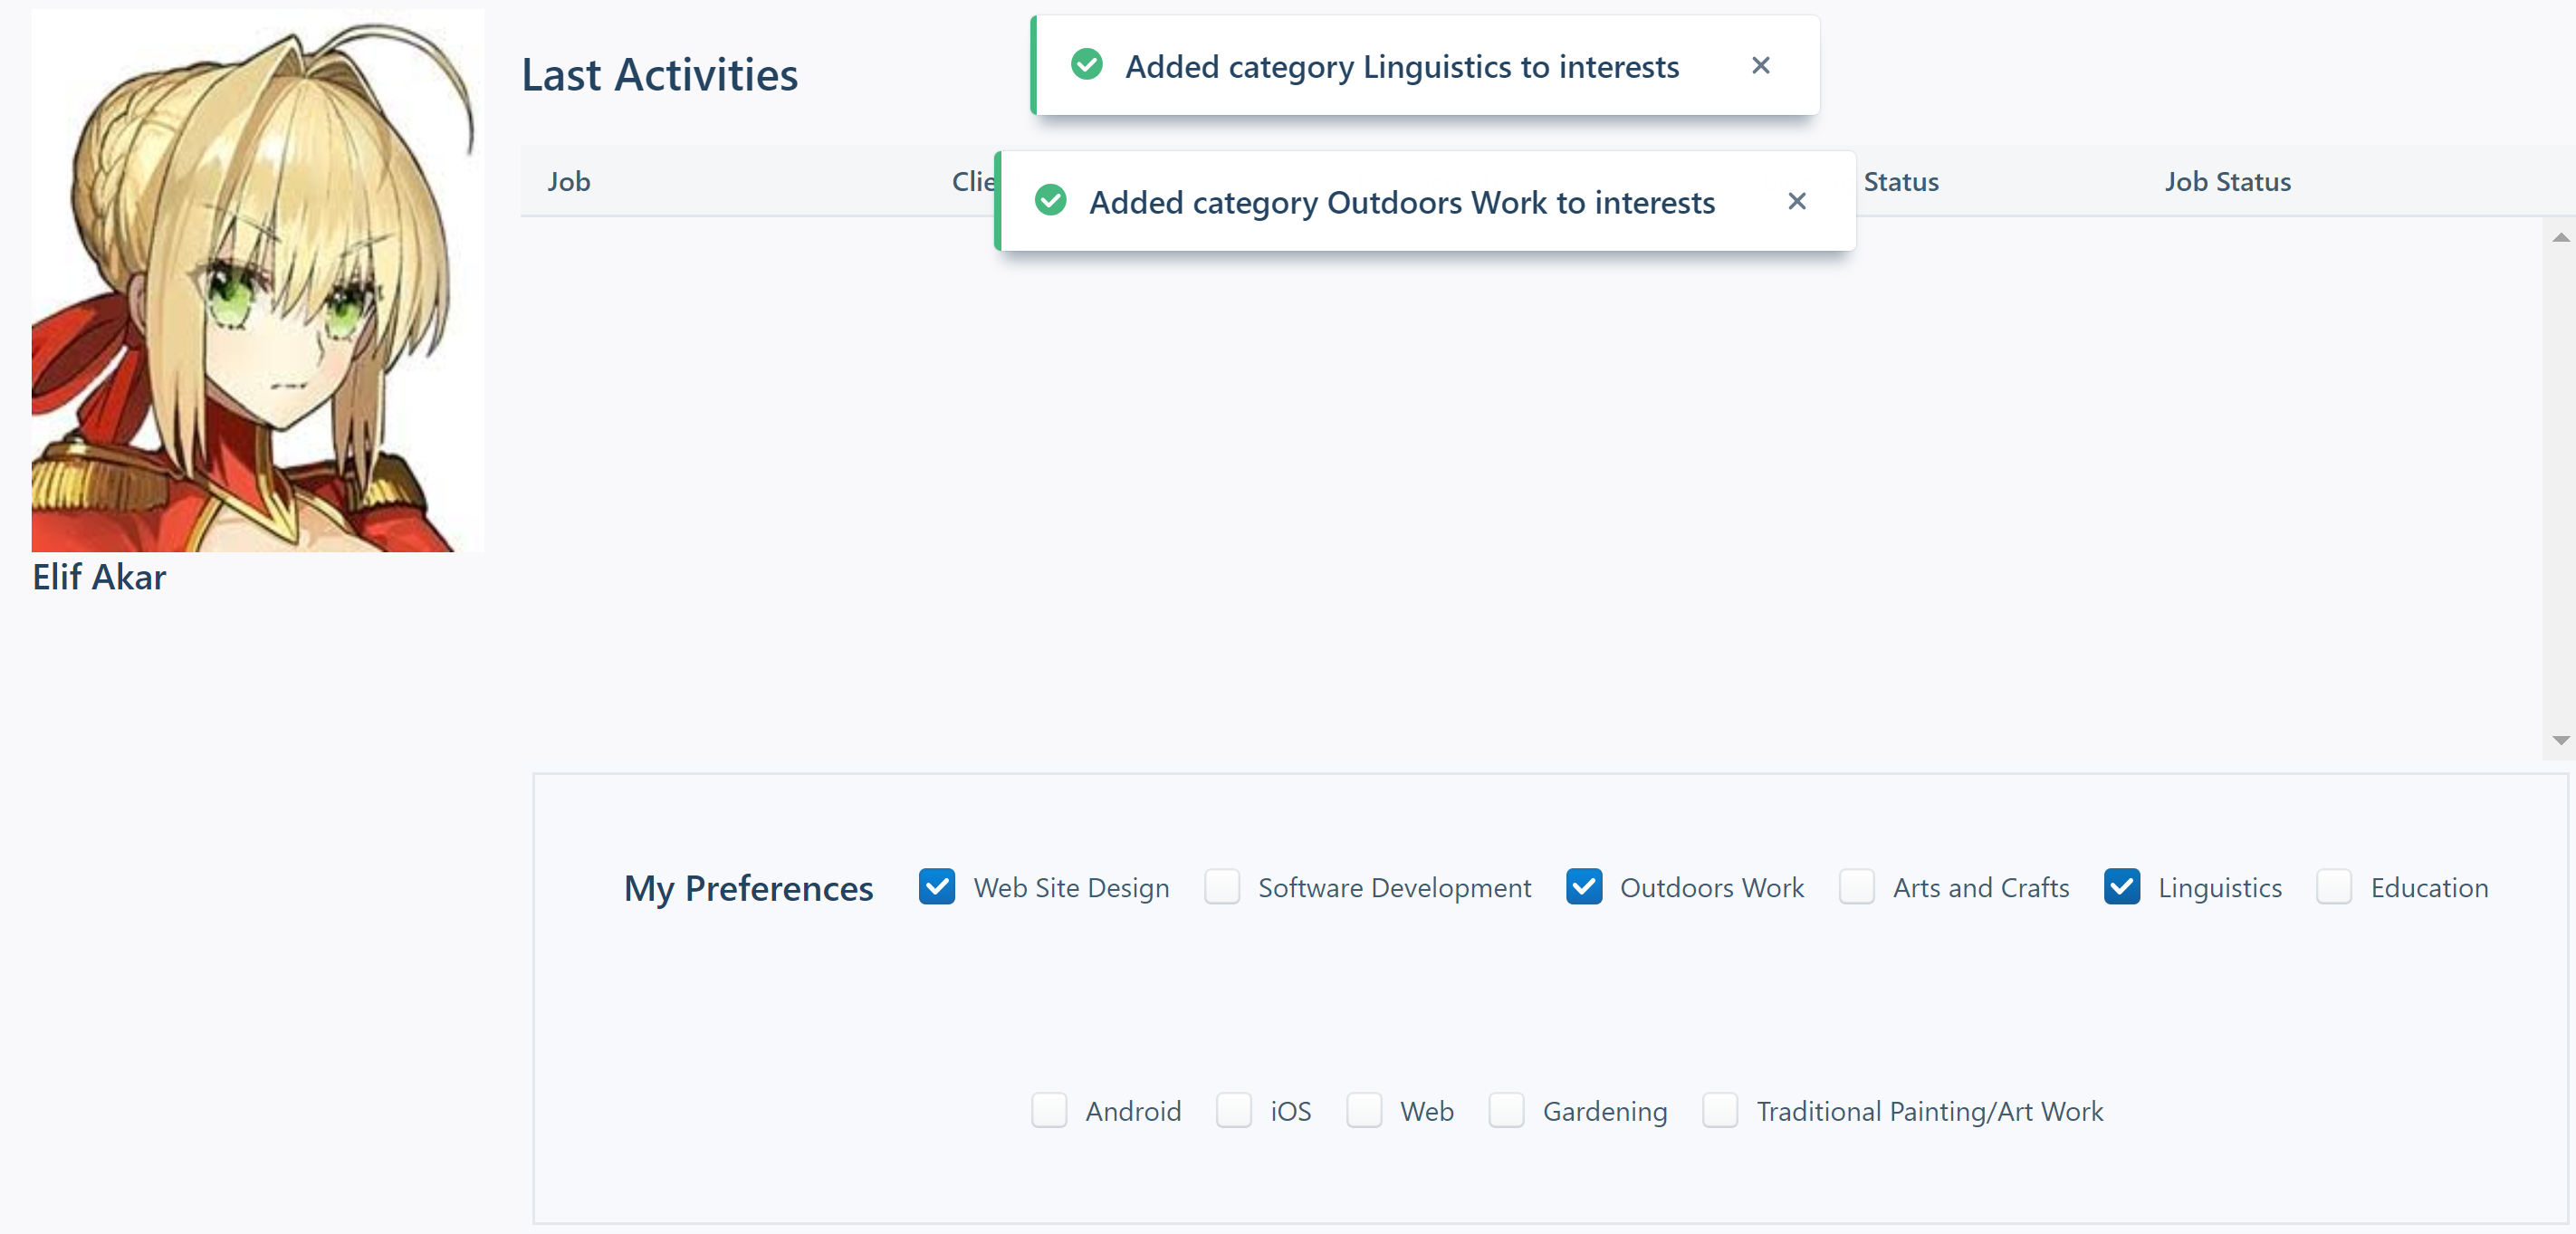 Last Activities
Added category Linguistics to interests
Job Status Job Status
Added category Outdoors Work to interests
Elif Akar
My Preferences Web Site Design Software Development Outdoors Work Arts and Crafts Linguistics Education
Android iOS Web Gardening Traditional Painting/Art Work